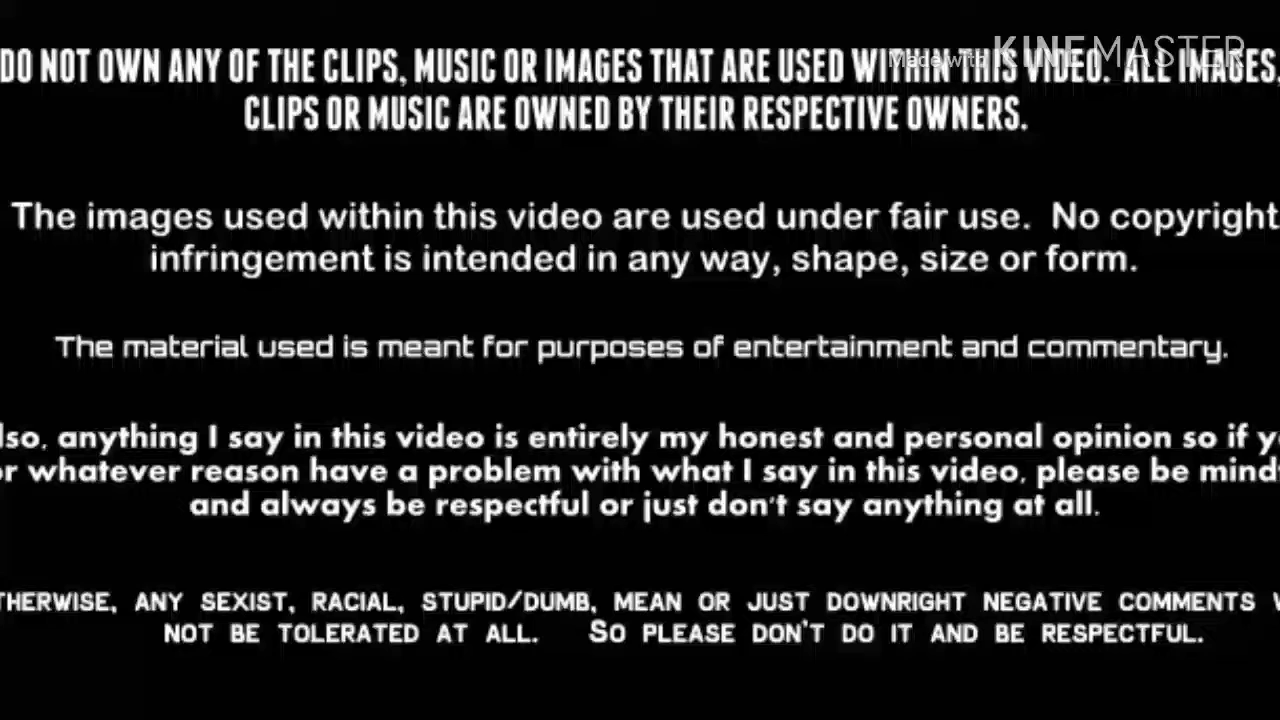 DO NOT OWN ANY OF THE CLIPS, MUSIC OR IMAGES THAT ARE USED WITHIN THIS VIDEO. ALL IMAGES,
Made with KINEMASTER
CLIPS OR MUSIC ARE OWNED BY THEIR RESPECTIVE OWNERS.
The images used within this video are used under fair use. No copyright
infringement is intended in any way, shape, size or form.
The material used is meant for purposes of entertainment and commentary.
lso, anything I say in this video is entirely my honest and personal opinion so if y
or whatever reason have a problem with what I say in this video, please be mind
and always be respectful or just don't say anything at all.
THERWISE, ANY SEXIST, RACIAL, STUPID/DUMB, MEAN OR JUST DOWNRIGHT NEGATIVE COMMENTS W
NOT BE TOLERATED AT ALL. SO PLEASE DON'T DO IT AND BE RESPECTFUL.